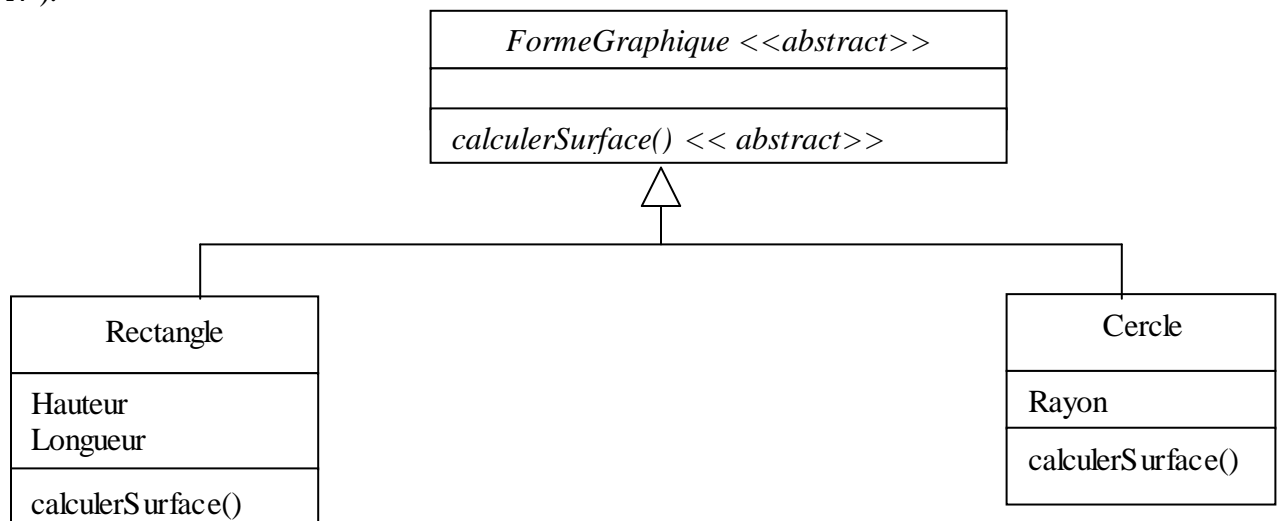 FormeGraphique <<abstract>>
calculerSurface() << abstract>>
Rectangle
Hauteur
Longueur
calculerSurface()
Cercle
Rayon
calculerSurface()